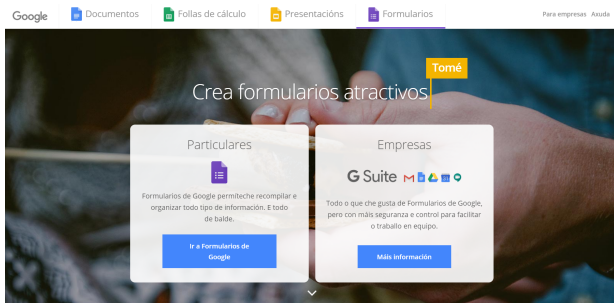 Google Documentos Follas de cálculo Presentacións Formularios Para empresas Axuda
Tomé
Crea formularios atractivos
Particulares
Formularios de Google permíteche recompilar e
organizar todo tipo de información. E todo
de balde.
Ir a Formularios de
Google
Empresas
G Suite
Todo o que che gusta de Formularios de Google,
pero con máis seguranza e control para facilitar
o traballo en equipo.
Máis información